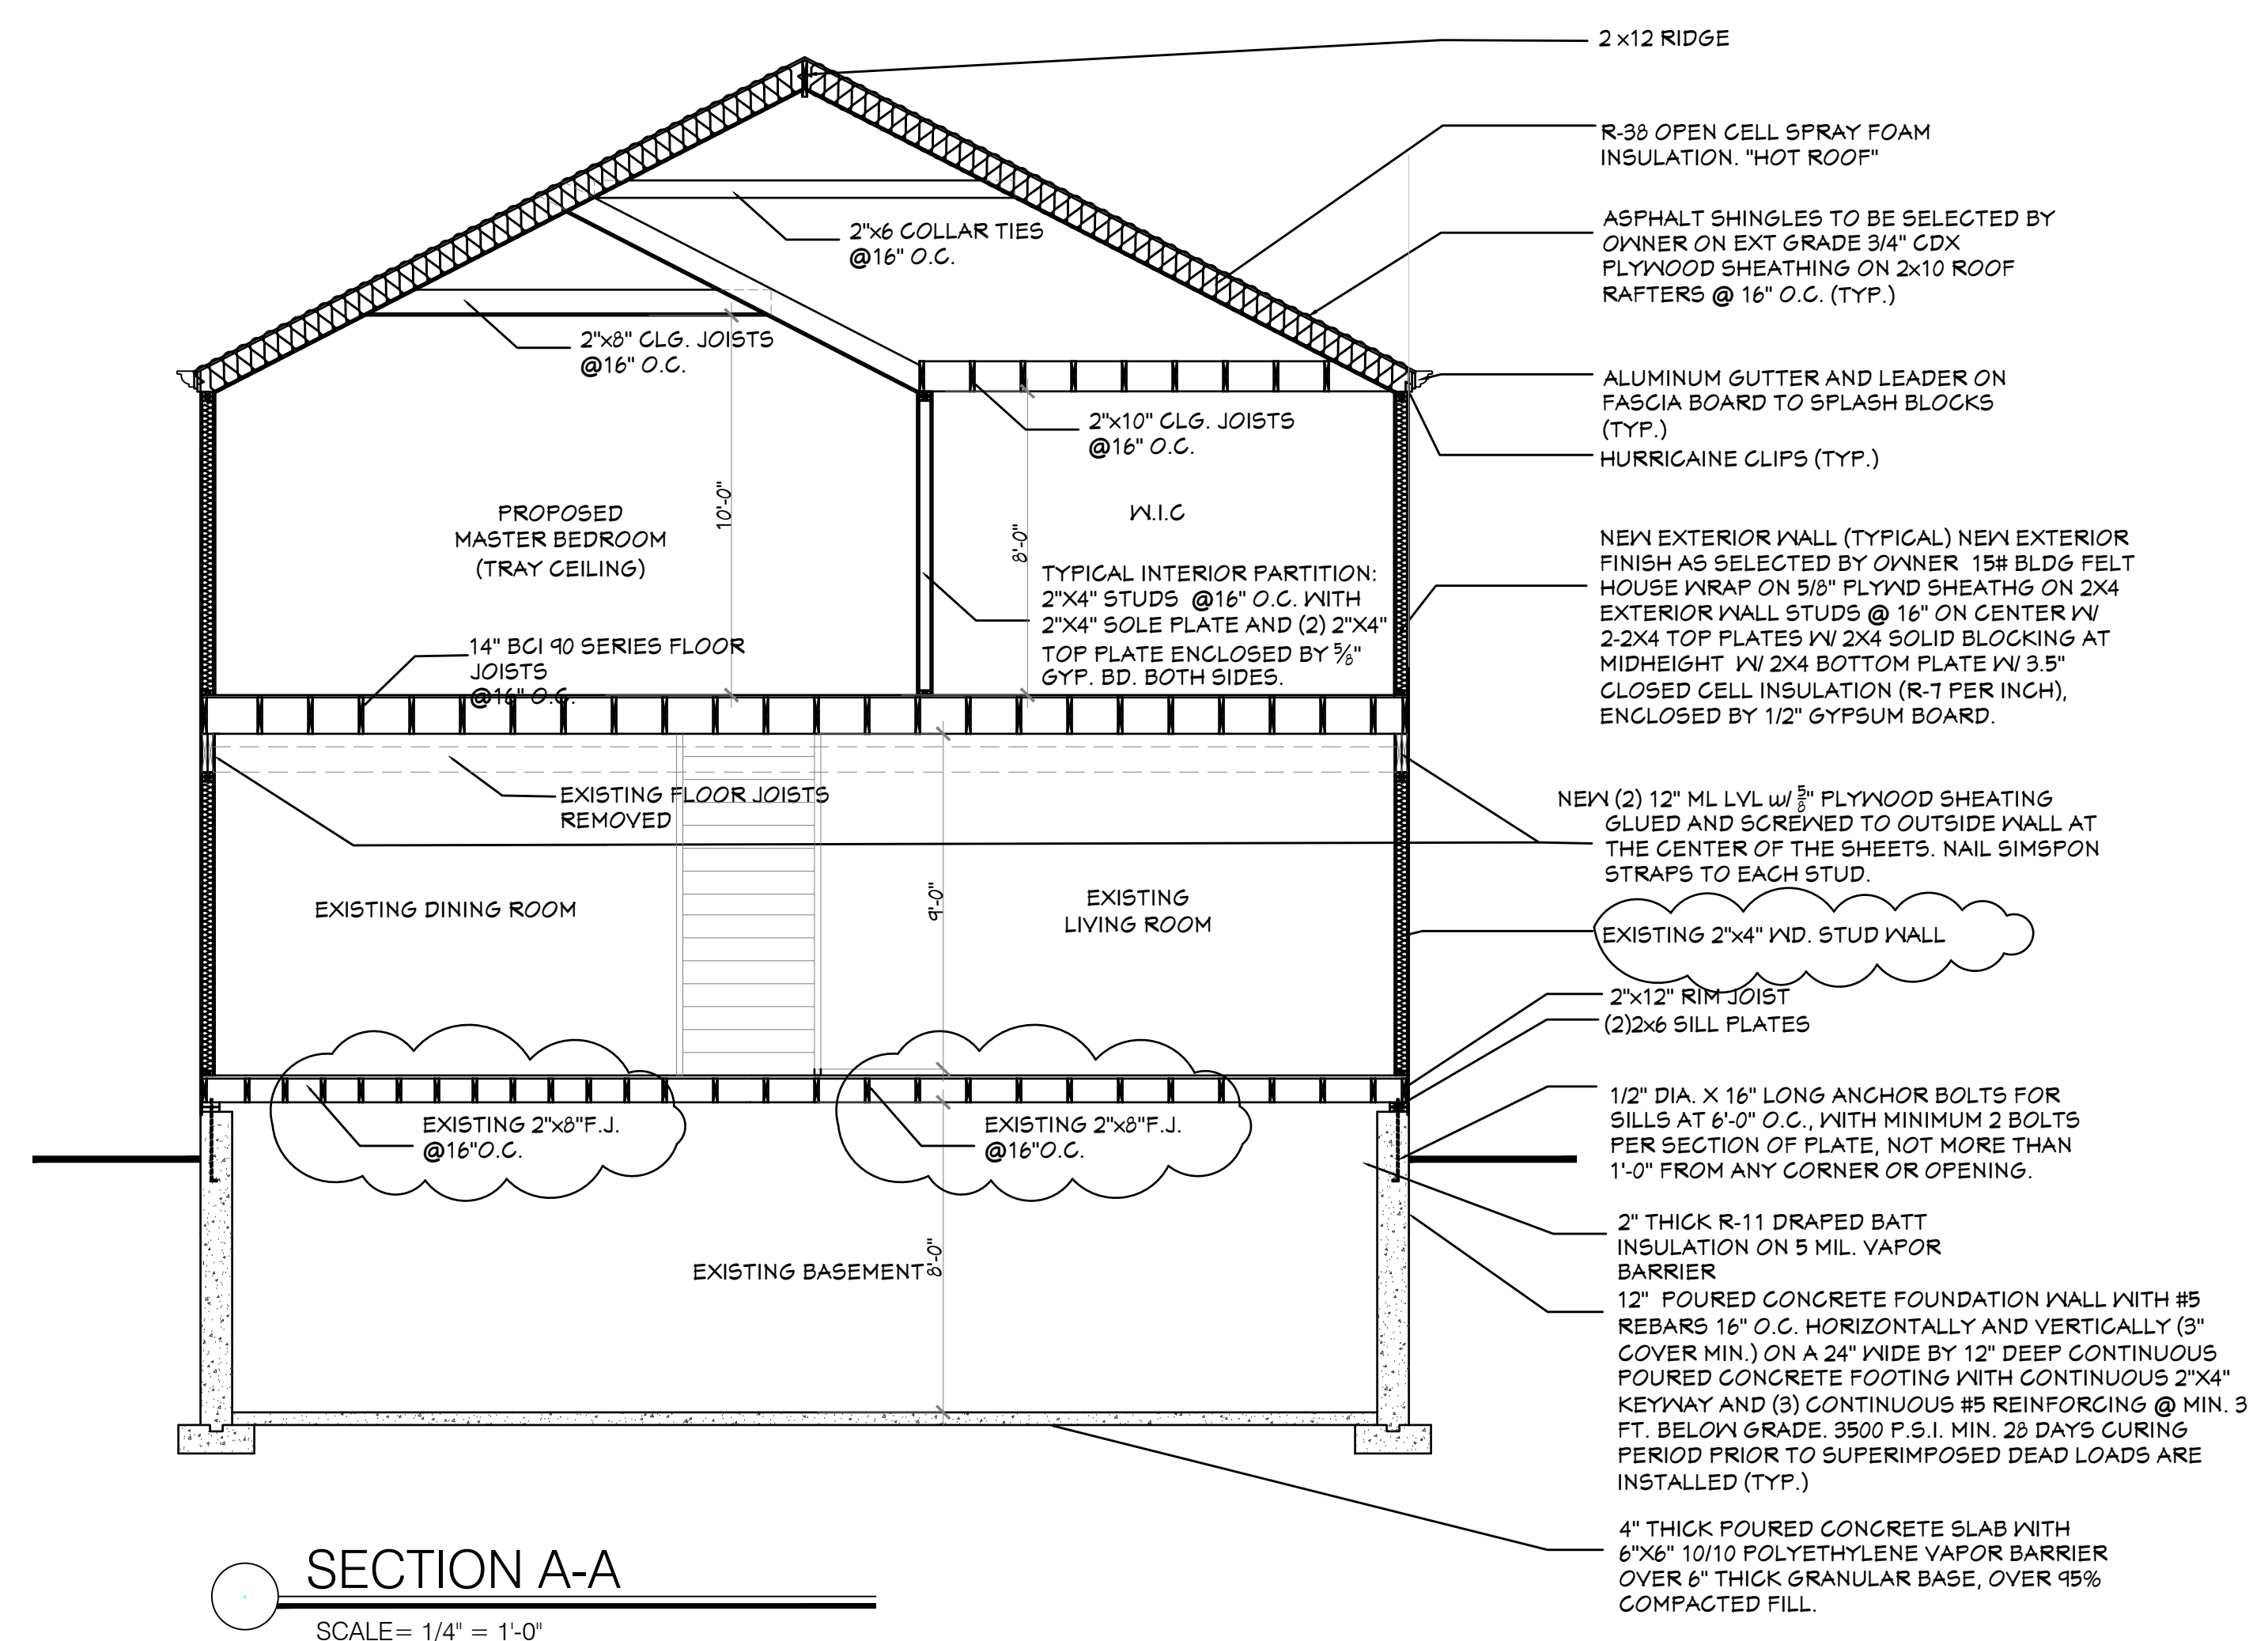 2 x12 RIDGE
R-38 OPEN CELL SPRAY FOAM
INSULATION. "HOT ROOF"
ASPHALT SHINGLES TO BE SELECTED BY
OWNER ON EXT GRADE 3/4" CDX
PLYWOOD SHEATHING ON 2x10 ROOF
RAFTERS @ 16" O.C. (TYP.)
2"x6 COLLAR TIES
@16" O.C.
2"x8" CLG. JOISTS
@16" O.C.
ALUMINUM GUTTER AND LEADER ON
FASCIA BOARD TO SPLASH BLOCKS
(TYP.)
HURRICAINE CLIPS (TYP.)
2"x10" CLG. JOISTS
@16" O.C.
10'-0"
8'-0"
PROPOSED
MASTER BEDROOM
(TRAY CEILING)
W.I.C
TYPICAL INTERIOR PARTITION:
2"X4" STUDS @16" O.C. WITH
2"X4" SOLE PLATE AND (2) 2"X4"
TOP PLATE ENCLOSED BY 5/8"
GYP. BD. BOTH SIDES.
NEW EXTERIOR WALL (TYPICAL) NEW EXTERIOR
FINISH AS SELECTED BY OWNER 15# BLDG FELT
HOUSE WRAP ON 5/8" PLYWD SHEATHG ON 2X4
EXTERIOR WALL STUDS @ 16" ON CENTER W/
2-2X4 TOP PLATES W/ 2X4 SOLID BLOCKING AT
MIDHEIGHT W/ 2X4 BOTTOM PLATE W/ 3.5"
CLOSED CELL INSULATION (R-7 PER INCH),
ENCLOSED BY 1/2" GYPSUM BOARD.
14" BCI 90 SERIES FLOOR
JOISTS
@16" O.C.
EXISTING FLOOR JOISTS
REMOVED
NEW (2) 12" ML LVL w/ 5/8" PLYWOOD SHEATING
GLUED AND SCREWED TO OUTSIDE WALL AT
THE CENTER OF THE SHEETS. NAIL SIMSPON
STRAPS TO EACH STUD.
EXISTING DINING ROOM
9'-0"
EXISTING
LIVING ROOM
EXISTING 2"x4" WD. STUD WALL
2"x12" RIM JOIST
(2)2x6 SILL PLATES
EXISTING 2"x8"F.J.
@16"O.C.
EXISTING 2"x8"F.J.
@16"O.C.
1/2" DIA. X 16" LONG ANCHOR BOLTS FOR
SILLS AT 6'-0" O.C., WITH MINIMUM 2 BOLTS
PER SECTION OF PLATE, NOT MORE THAN
1'-0" FROM ANY CORNER OR OPENING.
2" THICK R-11 DRAPED BATT
INSULATION ON 5 MIL. VAPOR
BARRIER
EXISTING BASEMENT
8'-0"
12" POURED CONCRETE FOUNDATION WALL WITH #5
REBARS 16" O.C. HORIZONTALLY AND VERTICALLY (3"
COVER MIN.) ON A 24" WIDE BY 12" DEEP CONTINUOUS
POURED CONCRETE FOOTING WITH CONTINUOUS 2"X4"
KEYWAY AND (3) CONTINUOUS #5 REINFORCING @ MIN. 3
FT. BELOW GRADE. 3500 P.S.I. MIN. 28 DAYS CURING
PERIOD PRIOR TO SUPERIMPOSED DEAD LOADS ARE
INSTALLED (TYP.)
4" THICK POURED CONCRETE SLAB WITH
6"X6" 10/10 POLYETHYLENE VAPOR BARRIER
OVER 6" THICK GRANULAR BASE, OVER 95%
COMPACTED FILL.
SECTION A-A
SCALE= 1/4" = 1'-0"